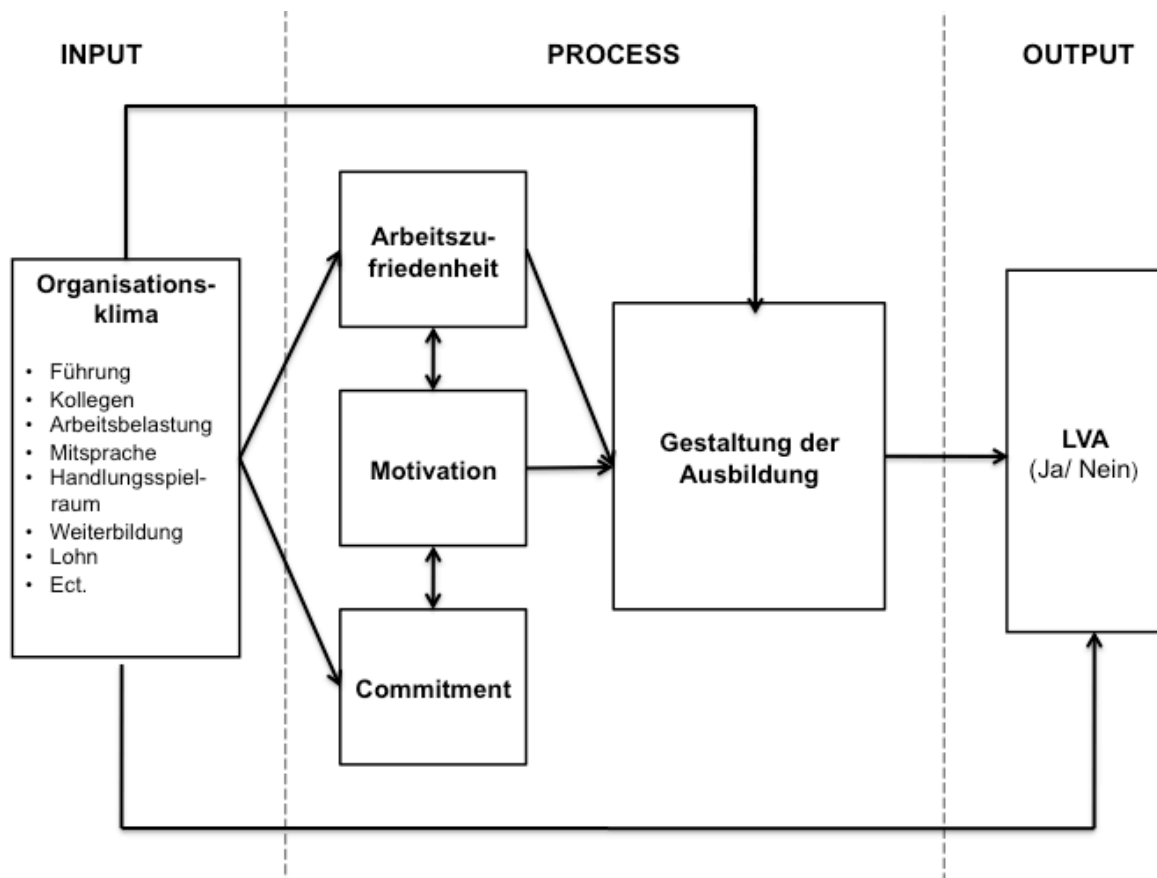 INPUT
PROCESS
OUTPUT
Organisations-
klima
• Führung
• Kollegen
• Arbeitsbelastung
• Mitsprache
• Handlungsspiel-
raum
• Weiterbildung
• Lohn
• Ect.
Arbeitszu-
friedenheit
Motivation
Commitment
Gestaltung der
Ausbildung
LVA
(Ja/ Nein)